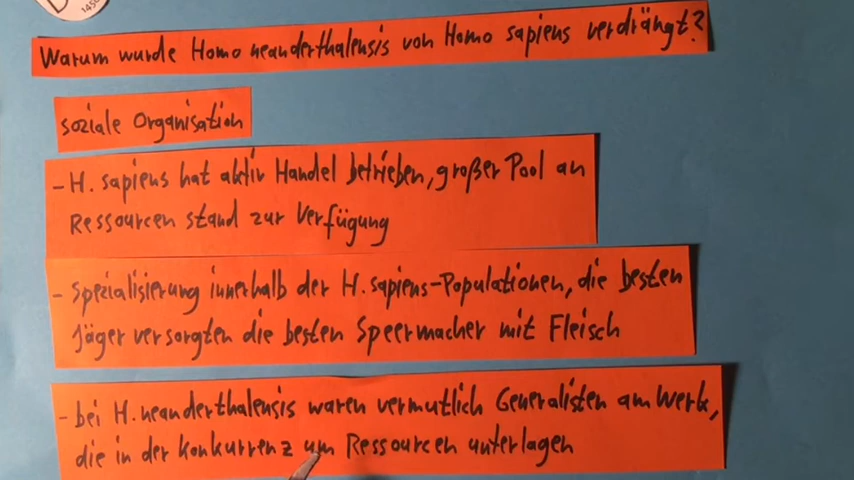 1456
Warum wurde Homo neanderthalensis von Homo sapiens verdrängt?
soziale Organisation
- H. sapiens hat aktiv Handel betrieben, großer Pool an
Ressourcen stand zur Verfügung
- Spezialisierung innerhalb der H. sapiens-Populationen, die besten
Jäger versorgten die besten Speermacher mit Fleisch
- bei H. neanderthalensis waren vermutlich Generalisten am Werk,
die in der Konkurrenz um Ressourcen unterlagen